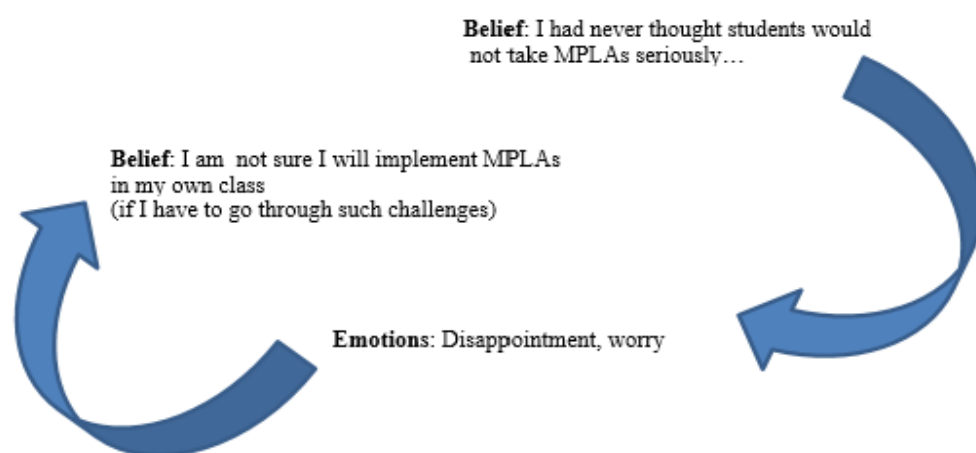 Belief: I had never thought students would
not take MPLAs seriously…
Belief: I am not sure I will implement MPLAs
in my own class
(if I have to go through such challenges)
Emotions: Disappointment, worry